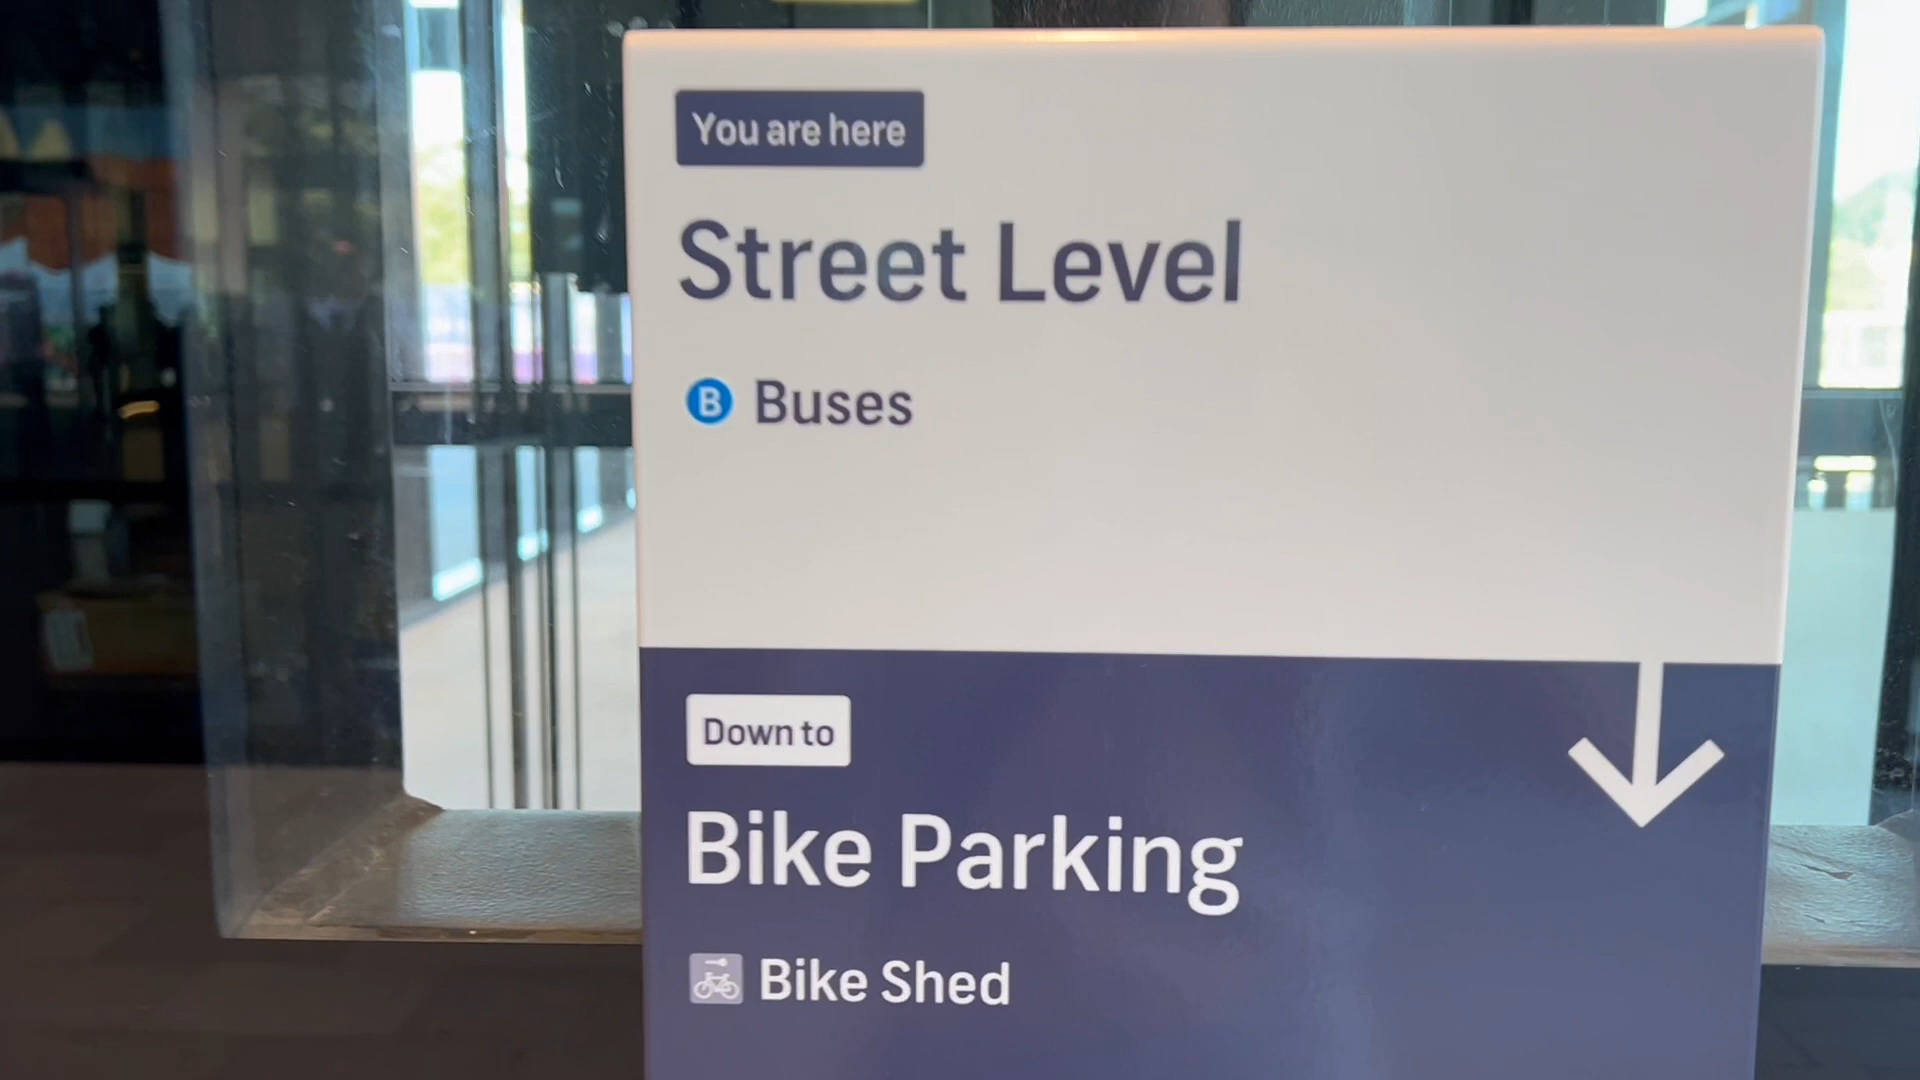 You are here
Street Level
B Buses
Down to
Bike Parking
Bike Shed